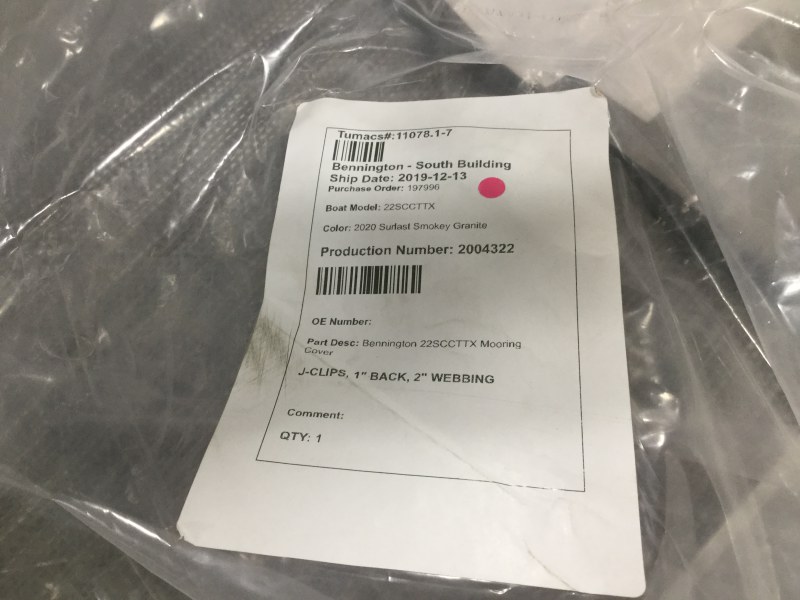 Tumacs#:11078.1-7
Bennington - South Building
Ship Date: 2019-12-13
Purchase Order: 197996
Boat Model: 22SCCTTX
Color: 2020 Surlast Smokey Granite
Production Number: 2004322
OE Number:
Part Desc: Bennington 22SCCTTX Mooring
Cover
J-CLIPS, 1" BACK, 2" WEBBING
Comment:
QTY: 1